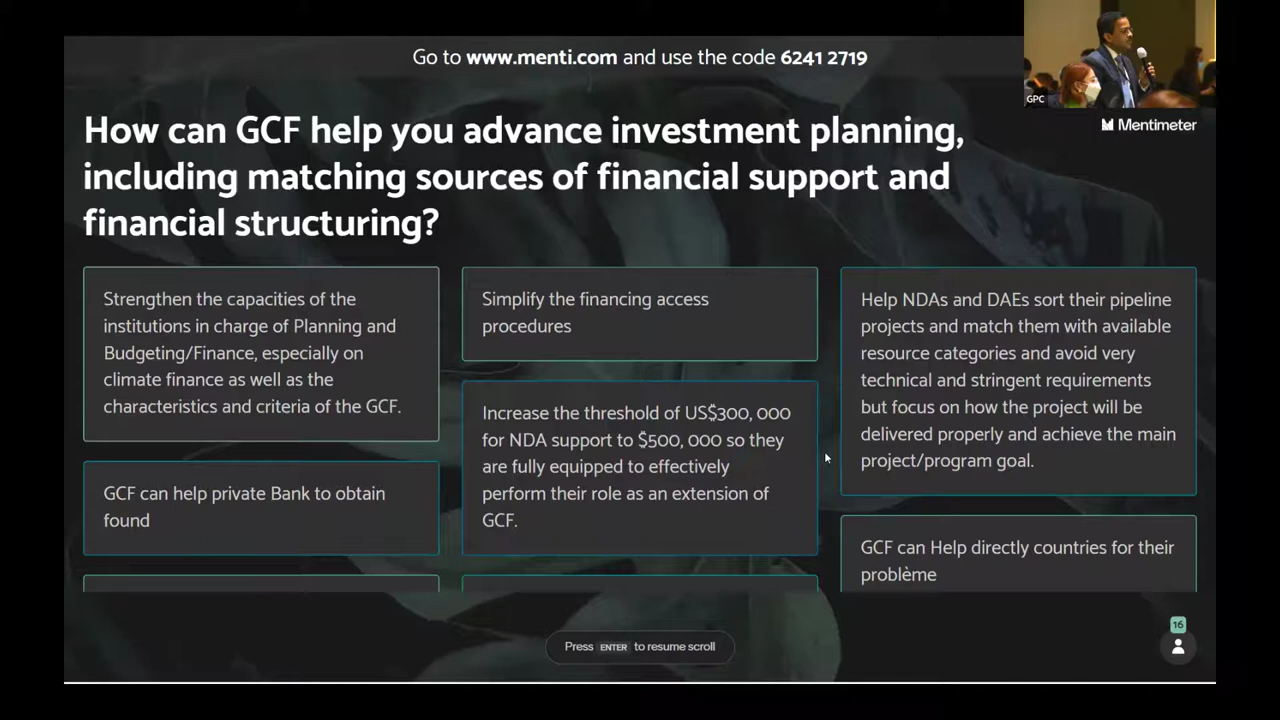 Go to www.menti.com and use the code 6241 2719
GPC
Mentimeter
How can GCF help you advance investment planning,
including matching sources of financial support and
financial structuring?
Strengthen the capacities of the
institutions in charge of Planning and
Budgeting/Finance, especially on
climate finance as well as the
characteristics and criteria of the GCF.
GCF can help private Bank to obtain
found
Simplify the financing access
procedures
Increase the threshold of US$300, 000
for NDA support to $500, 000 so they
are fully equipped to effectively
perform their role as an extension of
GCF.
Help NDAs and DAEs sort their pipeline
projects and match them with available
resource categories and avoid very
technical and stringent requirements
but focus on how the project will be
delivered properly and achieve the main
project/program goal.
GCF can Help directly countries for their
problème
Press ENTER to resume scroll
16